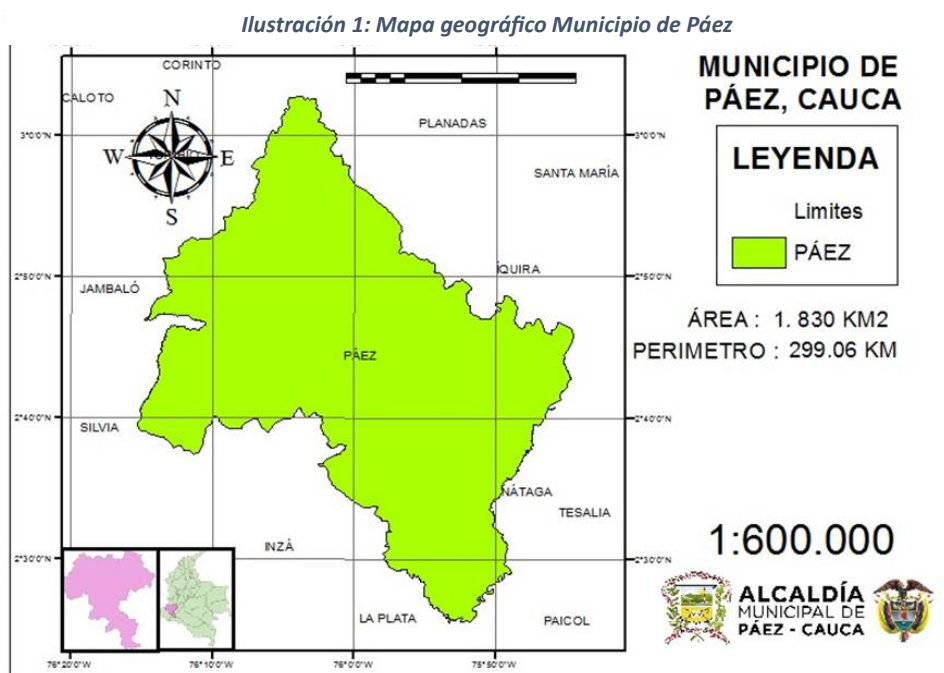 Ilustración 1: Mapa geográfico Municipio de Páez
CORINTO
CALOTO
N
PLANADAS
3°0'0"N
3°0'0"N
W
E
SANTA MARÍA
S
ÍQUIRA
2°50'0"N
2°50'0"N
JAMBALÓ
PÁEZ
2°40'0"N
2°40'0"N
SILVIA
NÁTAGA
TESALIA
INZÁ
2°30'0"N
2°30'0"N
LA PLATA
PAICOL
76°20'0"W
76°10'0"W
76°0'0"W
75°50'0"W
MUNICIPIO DE
PÁEZ, CAUCA
LEYENDA
Limites
PÁEZ
ÁREA : 1. 830 KM2
PERIMETRO : 299.06 KM
1:600.000
ALCALDÍA
MUNICIPAL DE
PÁEZ - CAUCA